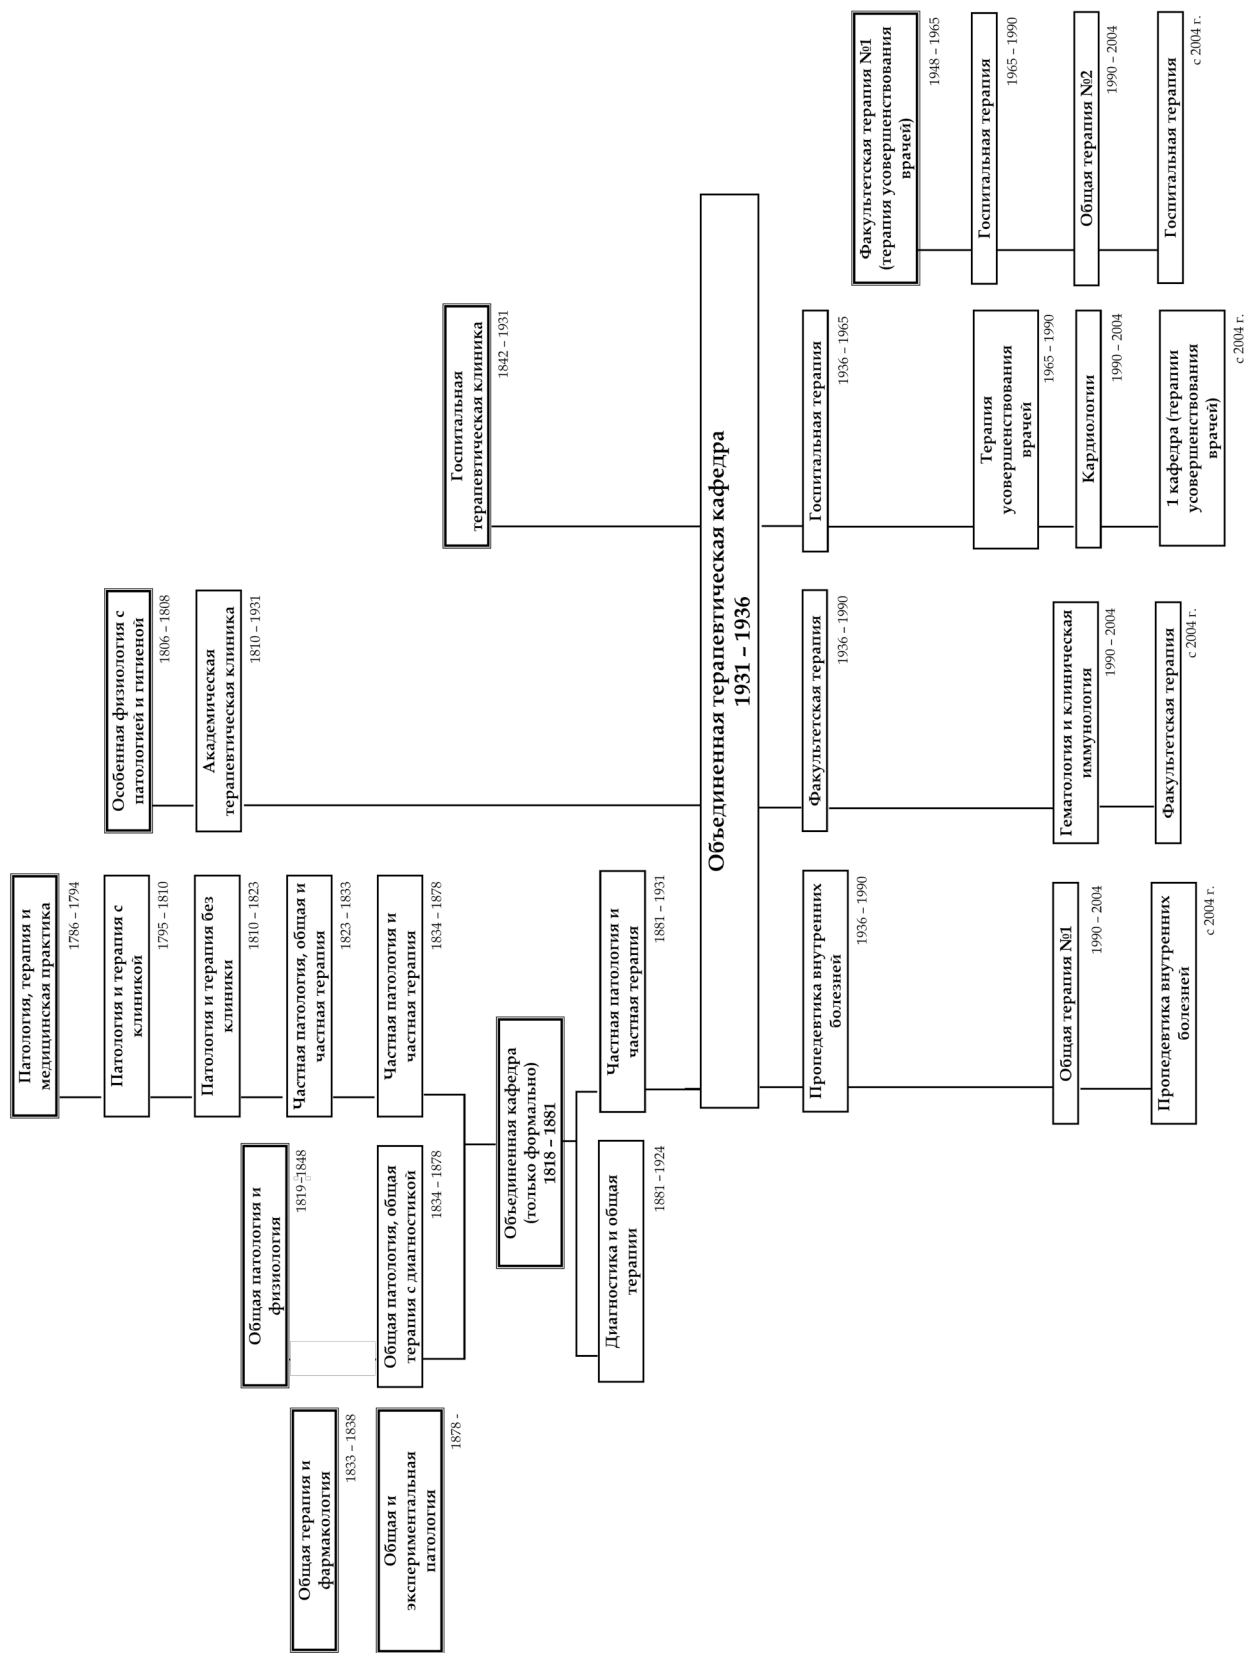 Патология, терапия и
медицинская практика
1786 – 1794
Патология и терапия с
клиникой
1795 – 1810
Патология и терапия без
клиники
1810 – 1823
Частная патология, общая и
частная терапия
1823 – 1833
Частная патология и
частная терапия
1834 – 1878
Общая патология и
физиология
1819–1848
Общая патология, общая
терапия с диагностикой
1834 – 1878
Общая терапия и
фармакология
1833 – 1838
Общая и
экспериментальная
патология
1878 -
Объединенная кафедра
(только формально)
1818 – 1881
Диагностика и общая
терапии
1881 – 1924
Частная патология и
частная терапия
1881 – 1931
Особенная физиология с
патологией и гигиеной
1806 – 1808
Академическая
терапевтическая клиника
1810 – 1931
Госпитальная
терапевтическая клиника
1842 – 1931
Объединенная терапевтическая кафедра
1931 – 1936
Пропедевтика внутренних
болезней
1936 – 1990
Общая терапия №1
1990 – 2004
Пропедевтика внутренних
болезней
с 2004 г.
Факультетская терапия
1936 – 1990
Гематология и клиническая
иммунология
1990 – 2004
Факультетская терапия
с 2004 г.
Госпитальная терапия
1936 – 1965
Терапия
усовершенствования
врачей
1965 – 1990
Кардиологии
1990 – 2004
1 кафедра (терапии
усовершенствования
врачей)
с 2004 г.
Факультетская терапия №1
(терапия усовершенствования
врачей)
1948 – 1965
Госпитальная терапия
1965 – 1990
Общая терапия №2
1990 – 2004
Госпитальная терапия
с 2004 г.